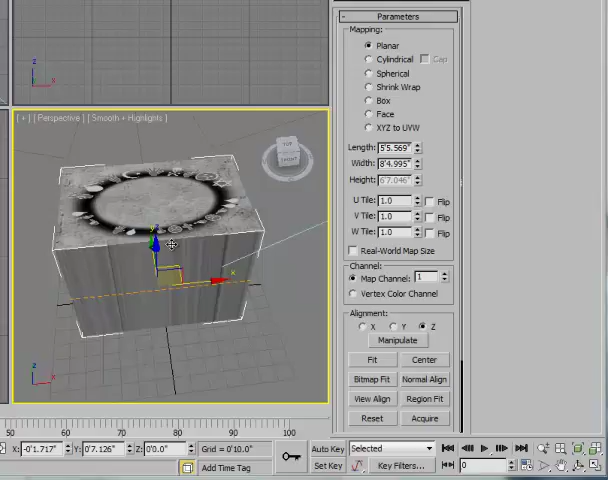 - Parameters
Mapping:
Planar
Cylindrical Cap
Spherical
Shrink Wrap
Box
Face
XYZ to UVW
Length: 5'5.569"
Width: 8'4.995"
Height: 6'7.046"
U Tile: 1.0 Flip
V Tile: 1.0 Flip
W Tile: 1.0 Flip
Real-World Map Size
Channel:
Map Channel: 1
Vertex Color Channel
Alignment:
X Y Z
Manipulate
Fit Center
Bitmap Fit Normal Align
View Align Region Fit
Reset Acquire
z
x
[ + ] [ Perspective ] [ Smooth + Highlights ]
TOP
FRONT
y
x
z
x
50 60 70 80 90 100
X: -0'1.717" Y: 0'7.126" Z: 0'0.0" Grid = 0'10.0" Auto Key Selected
Add Time Tag Set Key Key Filters... 0